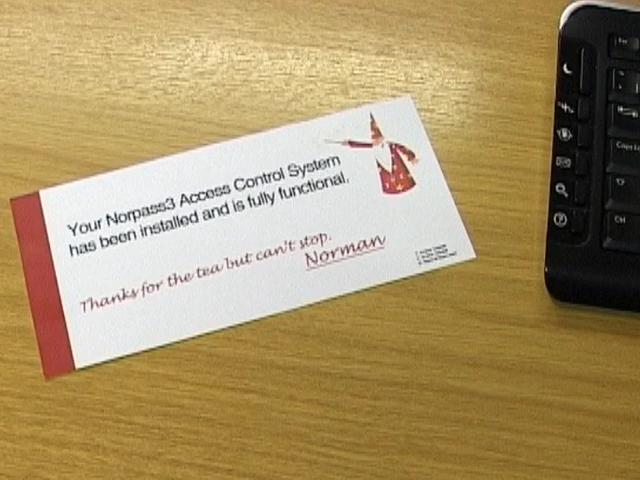 Your Norpass3 Access Control System
has been installed and is fully functional.
Thanks for the tea but can't stop.
Norman